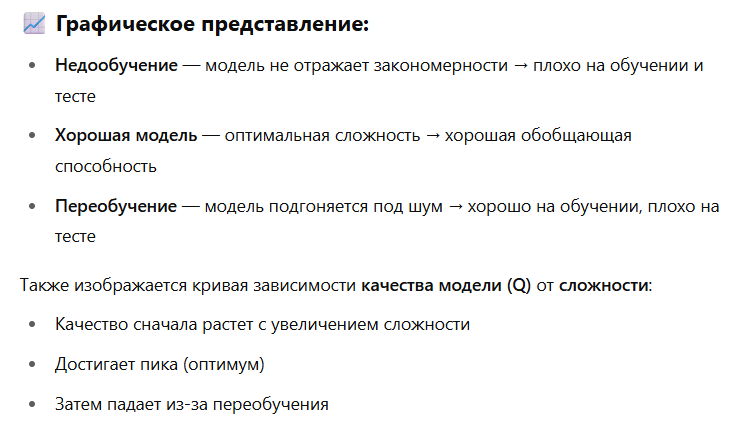 📈 Графическое представление:
• Недообучение — модель не отражает закономерности → плохо на обучении и
тесте
• Хорошая модель — оптимальная сложность → хорошая обобщающая
способность
• Переобучение — модель подгоняется под шум → хорошо на обучении, плохо на
тесте
Также изображается кривая зависимости качества модели (Q) от сложности:
• Качество сначала растет с увеличением сложности
• Достигает пика (оптимум)
• Затем падает из-за переобучения